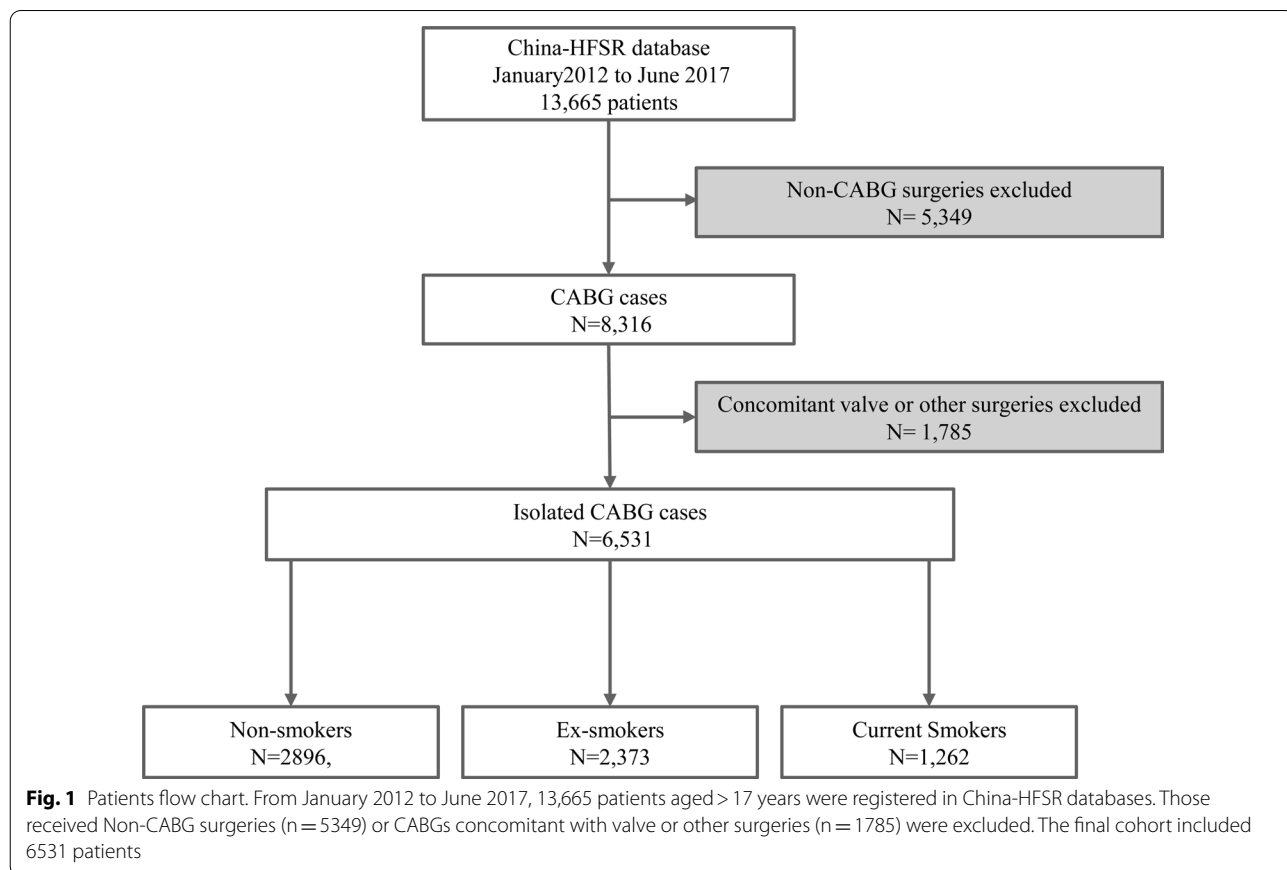 China-HFSR database
January2012 to June 2017
13,665 patients
Non-CABG surgeries excluded
N= 5,349
CABG cases
N=8,316
Concomitant valve or other surgeries excluded
N= 1,785
Isolated CABG cases
N=6,531
Non-smokers
N=2896,
Ex-smokers
N=2,373
Current Smokers
N=1,262
Fig. 1 Patients flow chart. From January 2012 to June 2017, 13,665 patients aged > 17 years were registered in China-HFSR databases. Those
received Non-CABG surgeries (n = 5349) or CABGs concomitant with valve or other surgeries (n = 1785) were excluded. The final cohort included
6531 patients